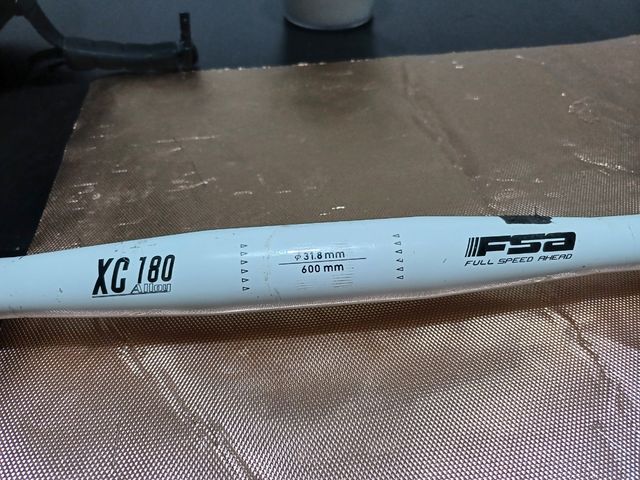 XC 180
Alloy
φ 31.8 mm
600 mm
FSA
FULL SPEED AHEAD